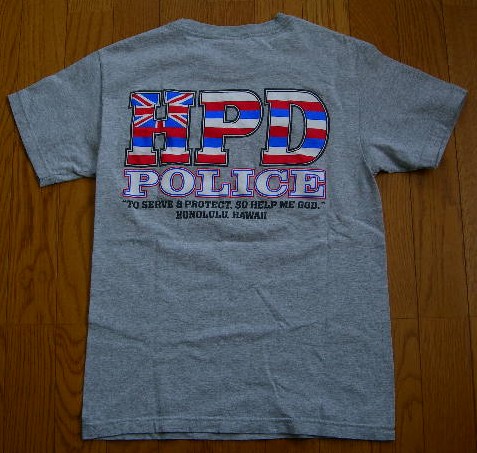 HPD
POLICE
"TO SERVE & PROTECT, SO HELP ME GOD."
HONOLULU, HAWAII